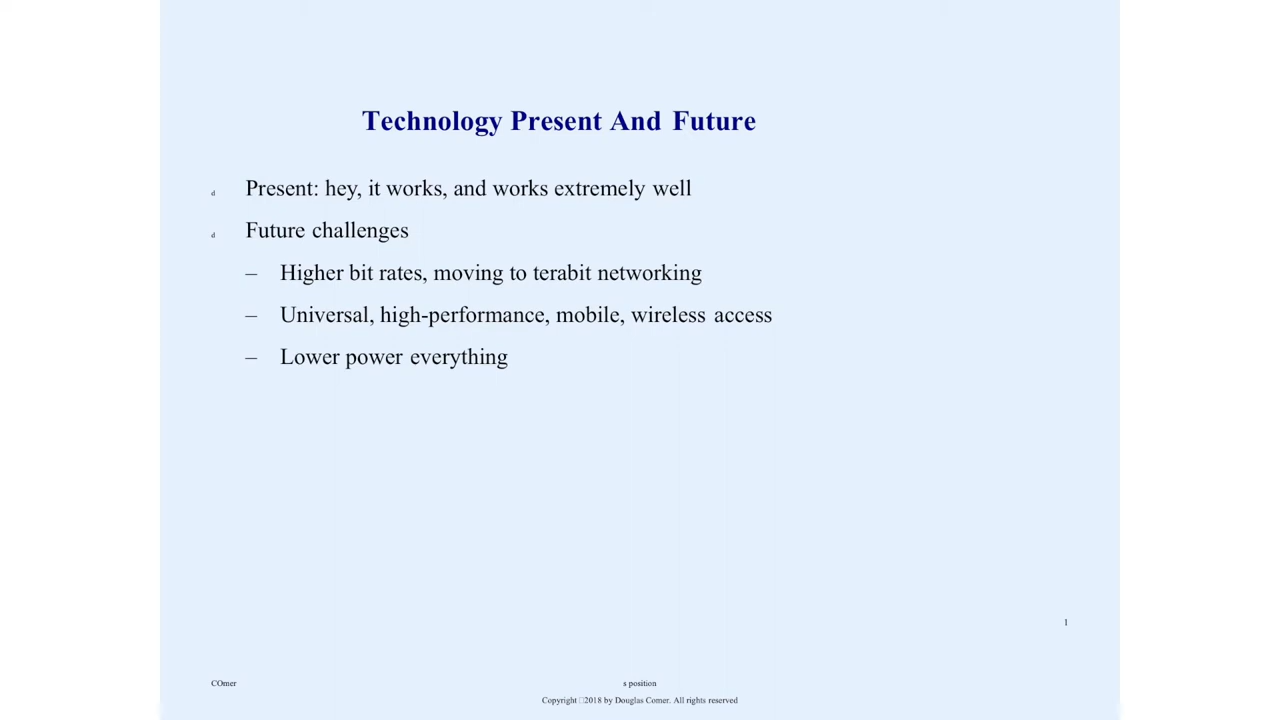 Technology Present And Future
d Present: hey, it works, and works extremely well
d Future challenges
– Higher bit rates, moving to terabit networking
– Universal, high-performance, mobile, wireless access
– Lower power everything
1
COmer s position
Copyright □2018 by Douglas Comer. All rights reserved